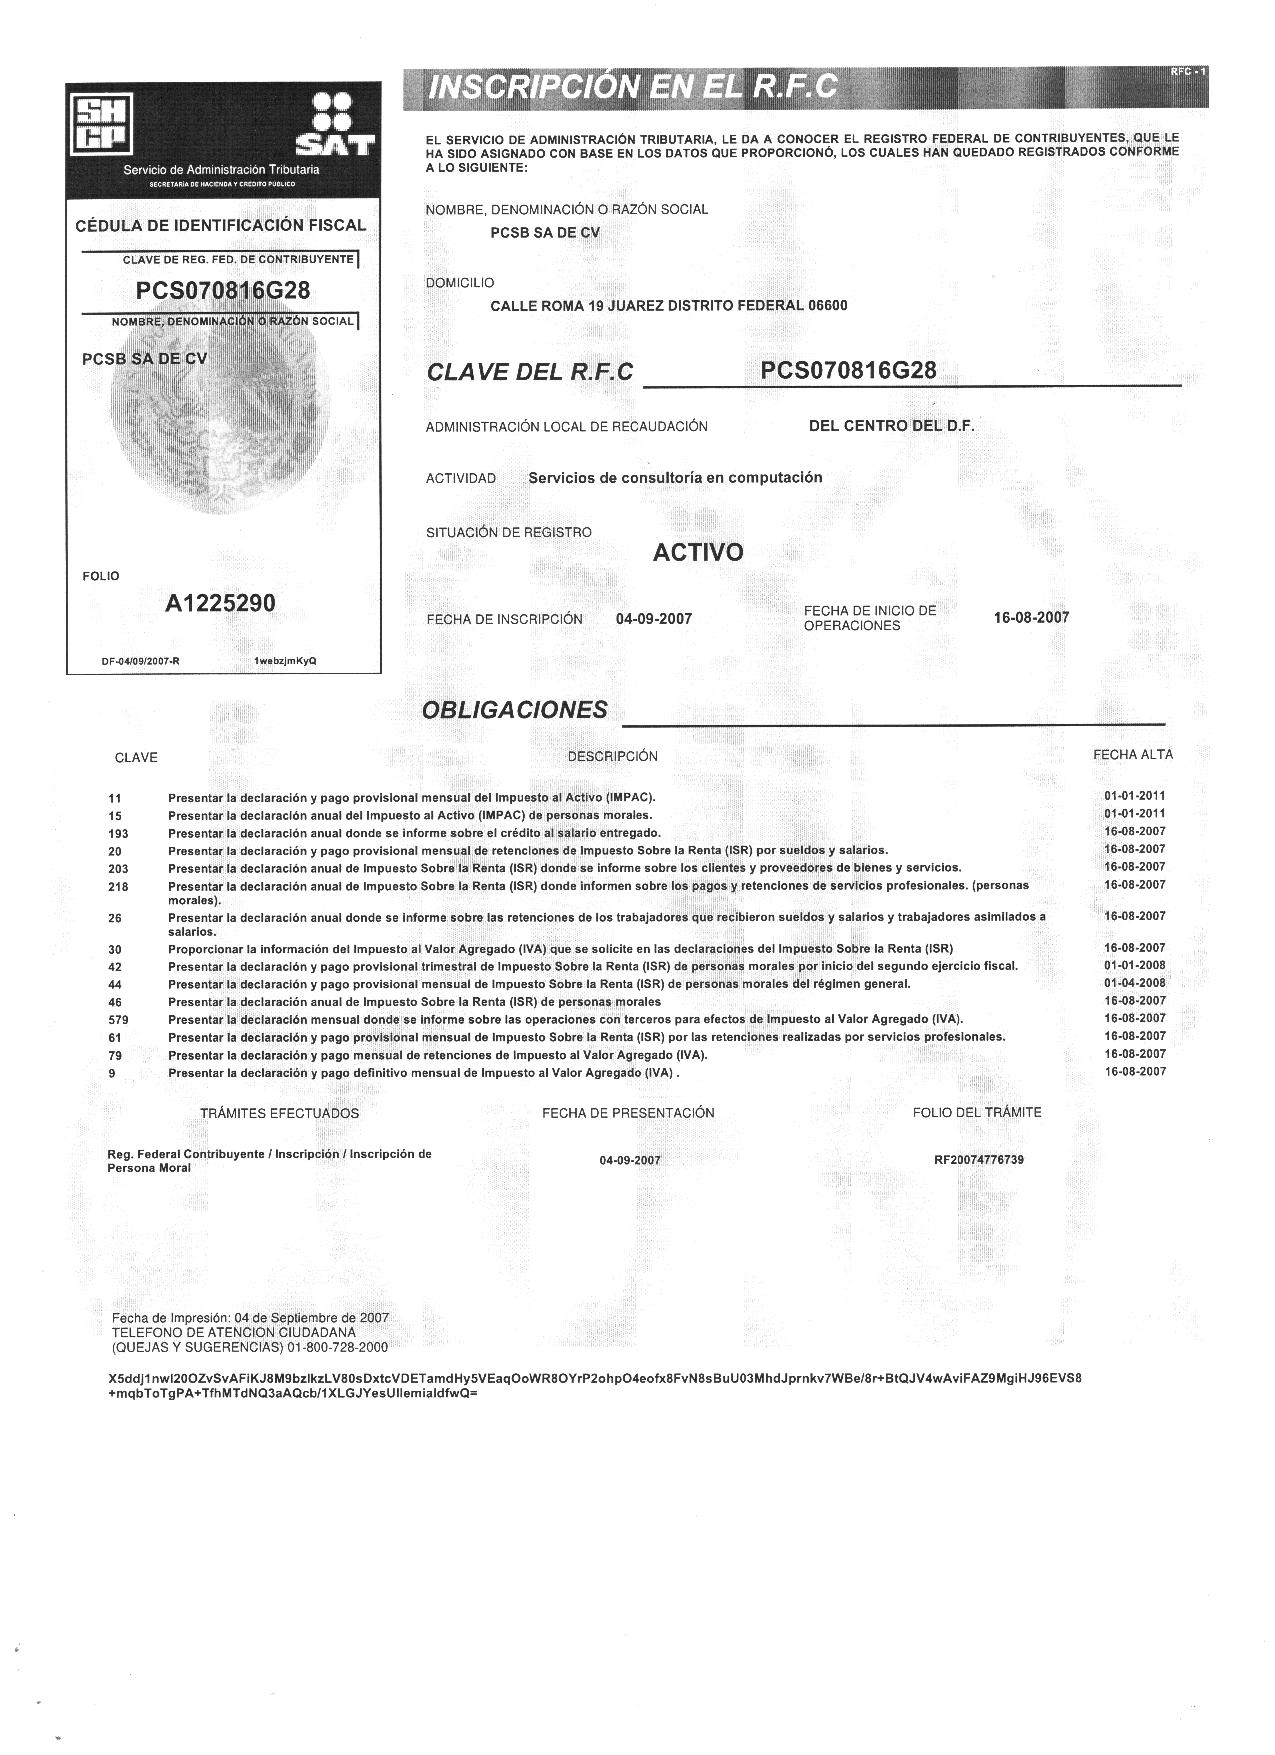 SH
CP
SAT
Servicio de Administración Tributaria
SECRETARÍA DE HACIENDA Y CREDITO PUBLICO
CÉDULA DE IDENTIFICACIÓN FISCAL
CLAVE DE REG. FED. DE CONTRIBUYENTE
PCS070816G28
NOMBRE, DENOMINACIÓN O RAZÓN SOCIAL
PCSB SA DE CV
FOLIO
A1225290
DF-04/09/2007-R 1webzjmKyQ
INSCRIPCIÓN EN EL R.F.C
RFC - 1
EL SERVICIO DE ADMINISTRACIÓN TRIBUTARIA, LE DA A CONOCER EL REGISTRO FEDERAL DE CONTRIBUYENTES, QUE LE
HA SIDO ASIGNADO CON BASE EN LOS DATOS QUE PROPORCIONÓ, LOS CUALES HAN QUEDADO REGISTRADOS CONFORME
A LO SIGUIENTE:
NOMBRE, DENOMINACIÓN O RAZÓN SOCIAL
PCSB SA DE CV
DOMICILIO
CALLE ROMA 19 JUAREZ DISTRITO FEDERAL 06600
CLAVE DEL R.F.C PCS070816G28
ADMINISTRACIÓN LOCAL DE RECAUDACIÓN DEL CENTRO DEL D.F.
ACTIVIDAD Servicios de consultoría en computación
SITUACIÓN DE REGISTRO
ACTIVO
FECHA DE INSCRIPCIÓN 04-09-2007 FECHA DE INICIO DE
OPERACIONES 16-08-2007
OBLIGACIONES
CLAVE DESCRIPCIÓN FECHA ALTA
11 Presentar la declaración y pago provisional mensual del Impuesto al Activo (IMPAC). 01-01-2011
15 Presentar la declaración anual del Impuesto al Activo (IMPAC) de personas morales. 01-01-2011
193 Presentar la declaración anual donde se informe sobre el crédito al salario entregado. 16-08-2007
20 Presentar la declaración y pago provisional mensual de retenciones de Impuesto Sobre la Renta (ISR) por sueldos y salarios. 16-08-2007
203 Presentar la declaración anual de Impuesto Sobre la Renta (ISR) donde se informe sobre los clientes y proveedores de bienes y servicios. 16-08-2007
218 Presentar la declaración anual de Impuesto Sobre la Renta (ISR) donde informen sobre los pagos y retenciones de servicios profesionales. (personas 16-08-2007
morales).
26 Presentar la declaración anual donde se informe sobre las retenciones de los trabajadores que recibieron sueldos y salarios y trabajadores asimilados a 16-08-2007
salarios.
30 Proporcionar la información del Impuesto al Valor Agregado (IVA) que se solicite en las declaraciones del Impuesto Sobre la Renta (ISR) 16-08-2007
42 Presentar la declaración y pago provisional trimestral de Impuesto Sobre la Renta (ISR) de personas morales por inicio del segundo ejercicio fiscal. 01-01-2008
44 Presentar la declaración y pago provisional mensual de Impuesto Sobre la Renta (ISR) de personas morales del régimen general. 01-04-2008
46 Presentar la declaración anual de Impuesto Sobre la Renta (ISR) de personas morales 16-08-2007
579 Presentar la declaración mensual donde se informe sobre las operaciones con terceros para efectos de Impuesto al Valor Agregado (IVA). 16-08-2007
61 Presentar la declaración y pago provisional mensual de Impuesto Sobre la Renta (ISR) por las retenciones realizadas por servicios profesionales. 16-08-2007
79 Presentar la declaración y pago mensual de retenciones de Impuesto al Valor Agregado (IVA). 16-08-2007
9 Presentar la declaración y pago definitivo mensual de Impuesto al Valor Agregado (IVA) . 16-08-2007
TRÁMITES EFECTUADOS FECHA DE PRESENTACIÓN FOLIO DEL TRÁMITE
Reg. Federal Contribuyente / Inscripción / Inscripción de
Persona Moral 04-09-2007 RF20074776739
Fecha de Impresión: 04 de Septiembre de 2007
TELEFONO DE ATENCION CIUDADANA
(QUEJAS Y SUGERENCIAS) 01-800-728-2000
X5ddj1nwl20OZvSvAFiKJ8M9bzlkzLV80sDxtcVDETamdHy5VEaqOoWR8OYrP2ohpO4eofx8FvN8sBuU03MhdJprnkv7WBe/8r+BtQJV4wAviFAZ9MgiHJ96EVS8
+mqbToTgPA+TfhMTdNQ3aAQcb/1XLGJYesUIlemialdfwQ=